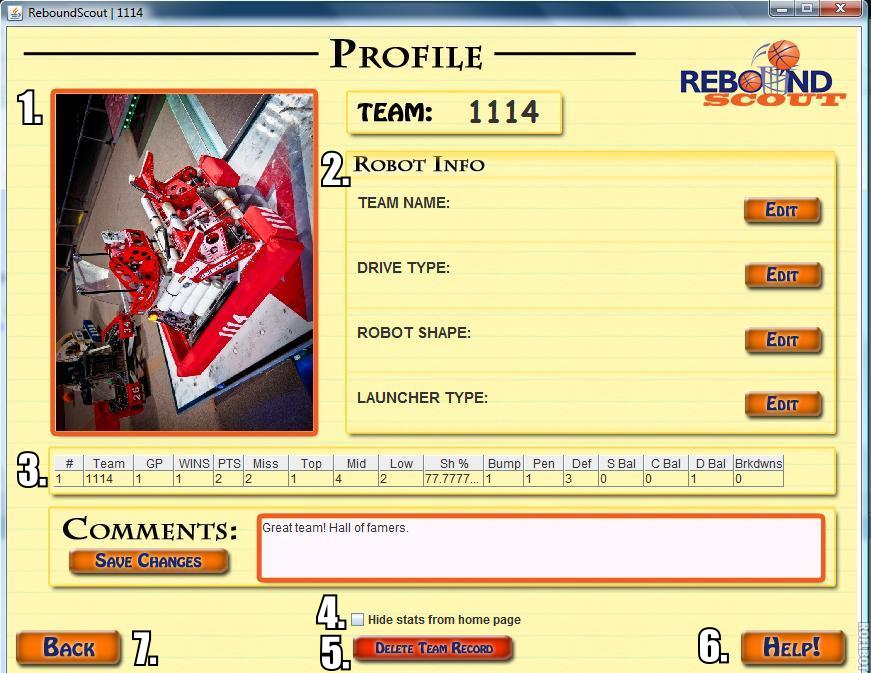 ReboundScout | 1114
PROFILE
REBOUND
SCOUT
1.
TEAM: 1114
2. ROBOT INFO
TEAM NAME: EDIT
DRIVE TYPE: EDIT
ROBOT SHAPE: EDIT
LAUNCHER TYPE: EDIT
1114
26
3.
# Team GP WINS PTS Miss Top Mid Low Sh % Bump Pen Def S Bal C Bal D Bal Brkdwns
1 1114 1 1 2 2 1 4 2 77.7777... 1 1 3 0 0 1 0
COMMENTS: Great team! Hall of famers.
SAVE CHANGES
4. Hide stats from home page
BACK 7. 5. DELETE TEAM RECORD 6. HELP!